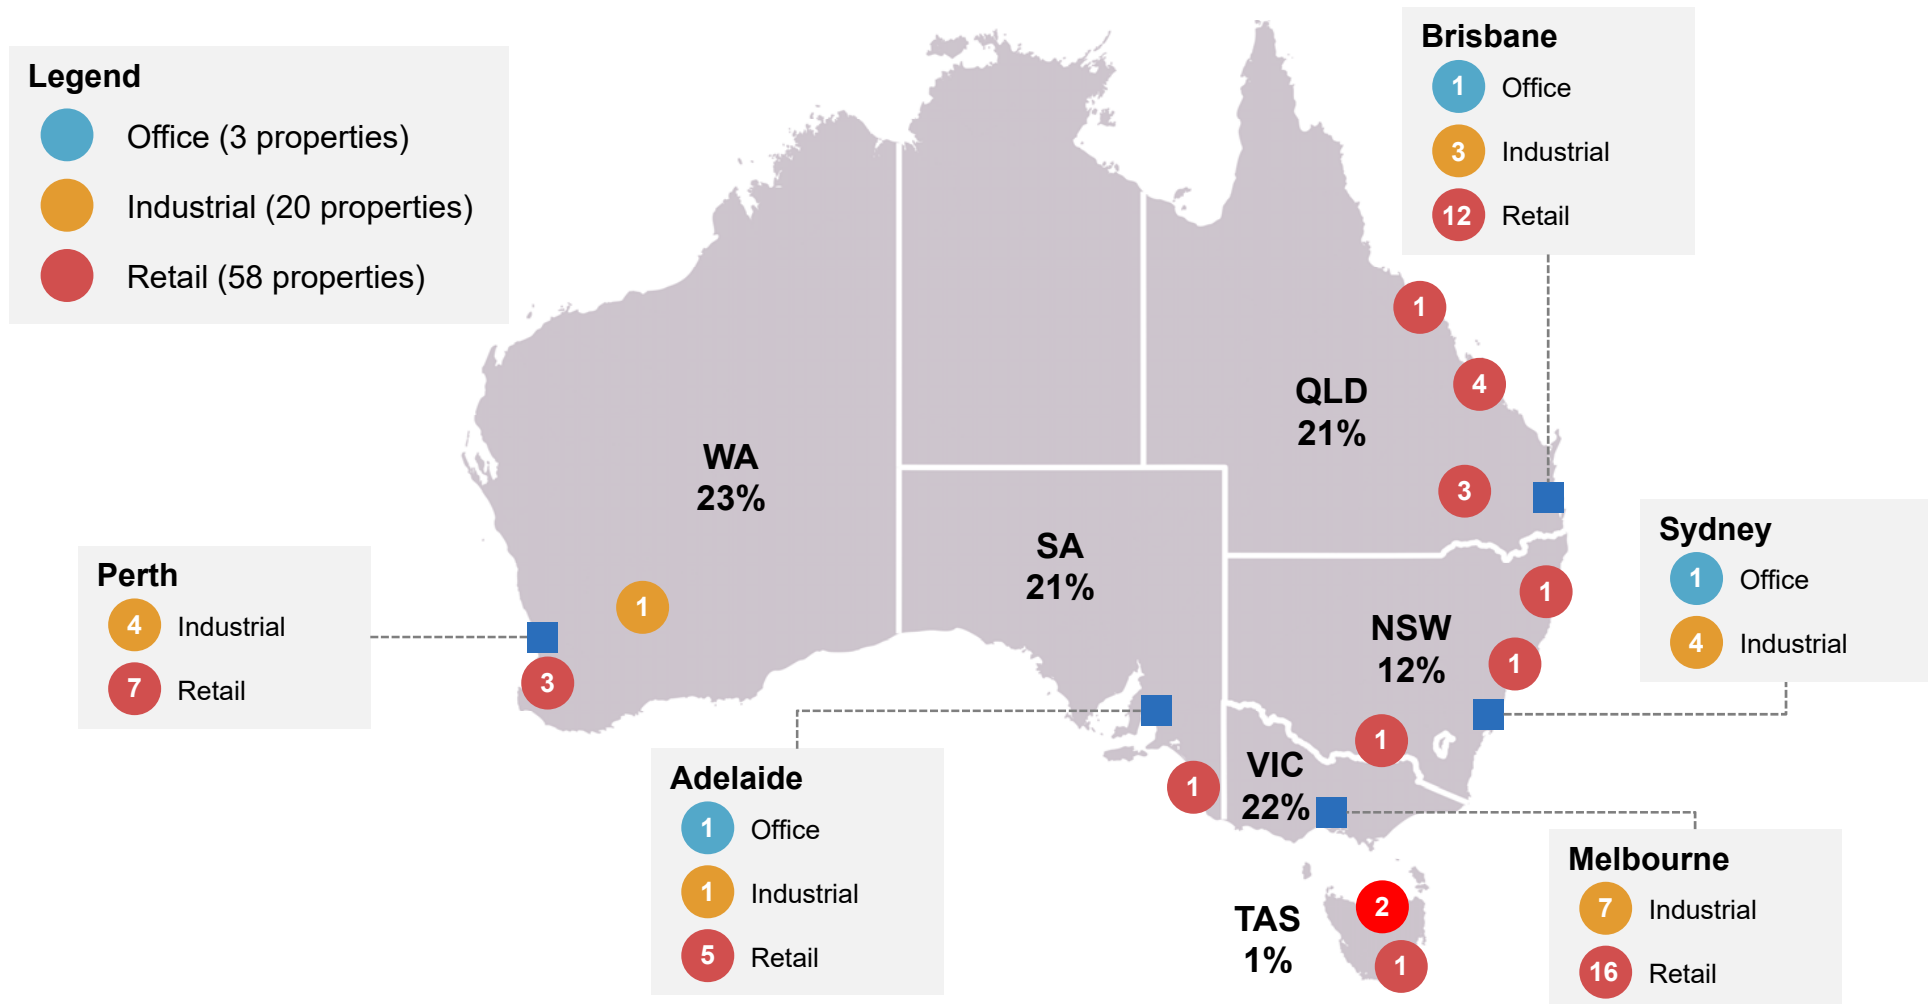 Legend
Office (3 properties)
Industrial (20 properties)
Retail (58 properties)
Brisbane
1 Office
3 Industrial
12 Retail
1
4
QLD
21%
3
WA
23%
SA
21%
Sydney
1 Office
4 Industrial
Perth
4 Industrial
7 Retail
1
3
1
NSW
12%
1
1
VIC
22%
1
Adelaide
1 Office
1 Industrial
5 Retail
Melbourne
7 Industrial
16 Retail
TAS
1%
2
1